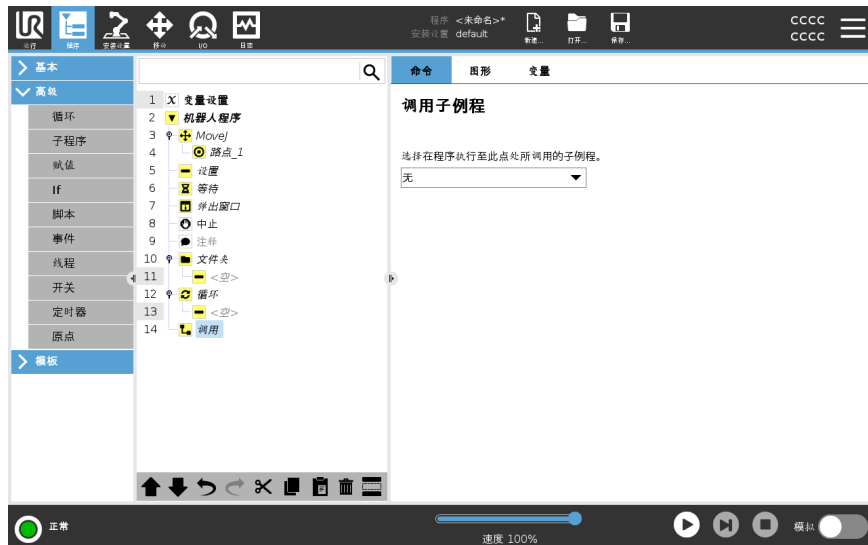 UR
运行
程序
安装设置
移动
I/O
日志
程序 <未命名>*
安装设置 default
新建...
打开...
保存...
cccc
cccc
基本
高级
循环
子程序
赋值
If
脚本
事件
线程
开关
定时器
原点
模板
1 x 变量设置
2 机器人程序
3 MoveJ
4 路点_1
5 设置
6 等待
7 弹出窗口
8 中止
9 注释
10 文件夹
11 <空>
12 循环
13 <空>
14 调用
命令 图形 变量
调用子例程
选择在程序执行至此点处所调用的子例程。
无
正常
速度 100%
模拟